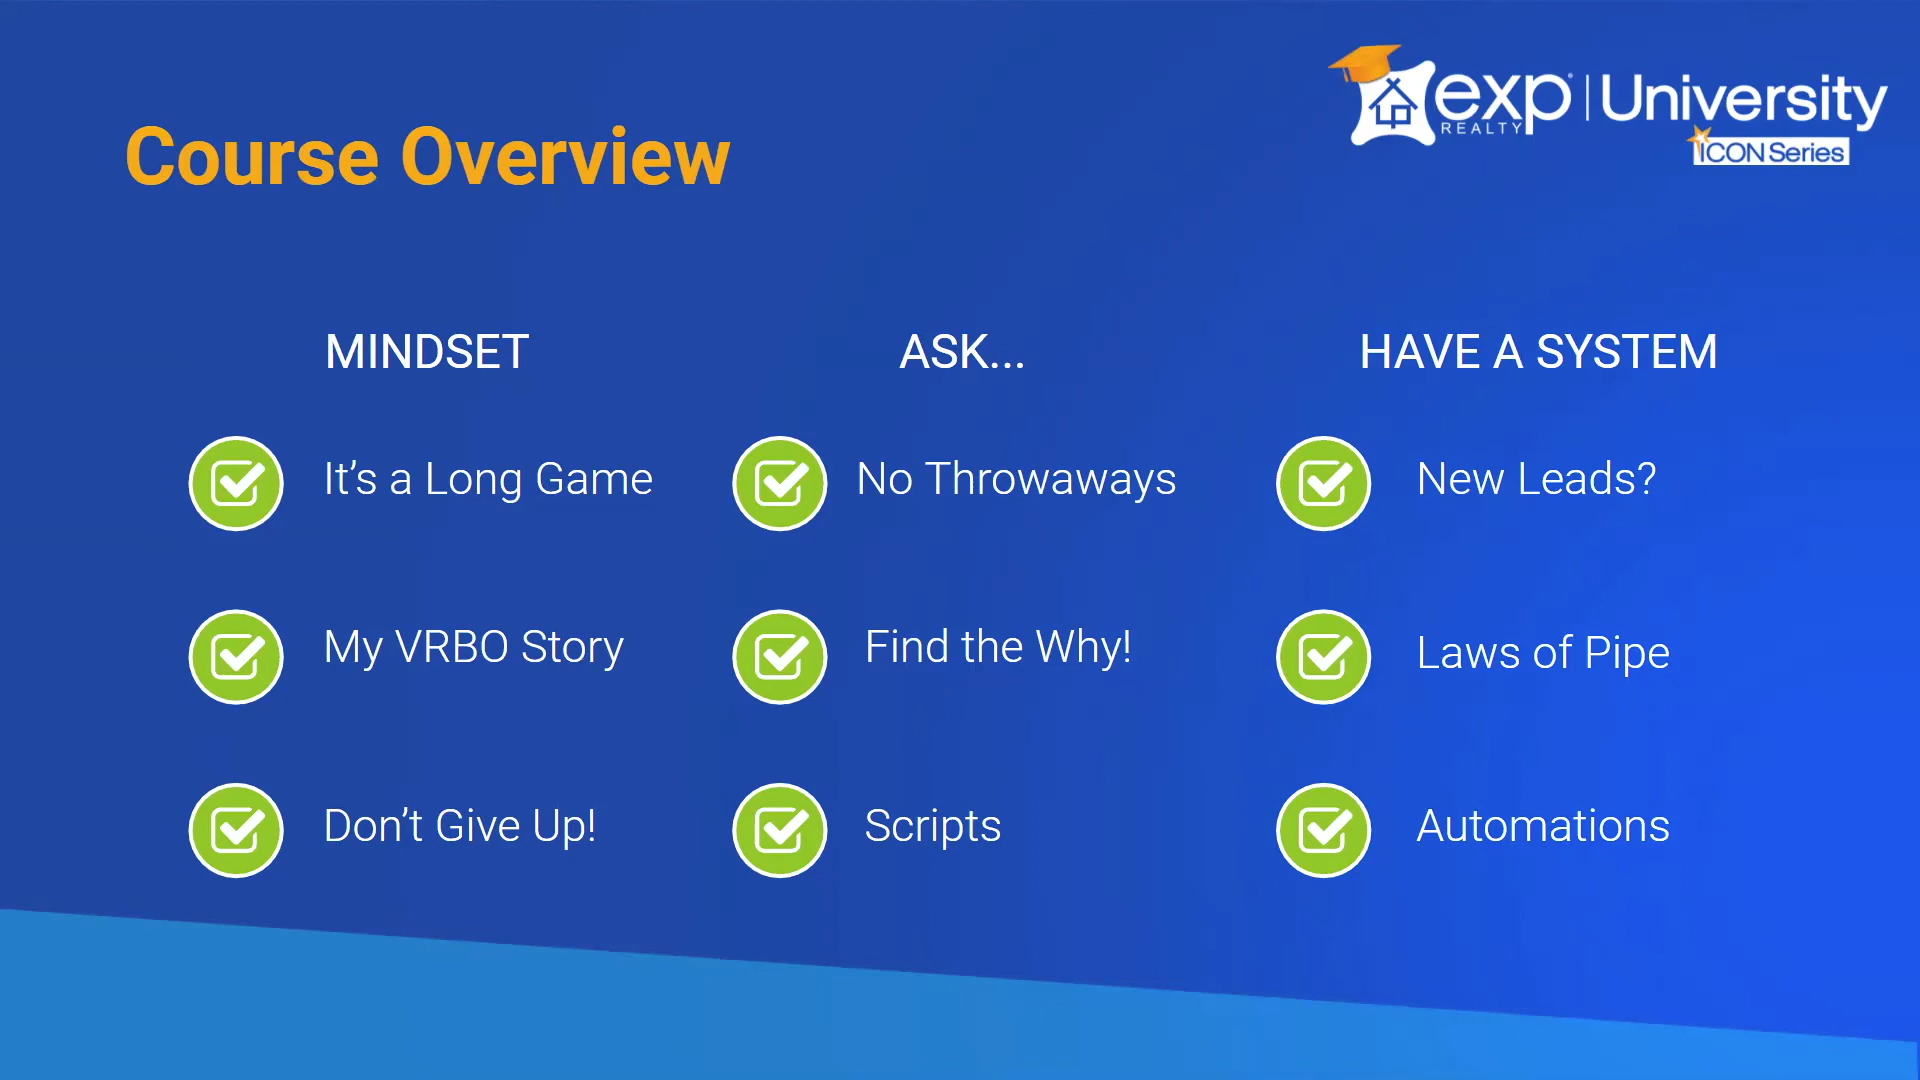 exp | University
REALTY
ICON Series
Course Overview
MINDSET
It’s a Long Game
My VRBO Story
Don’t Give Up!
ASK...
No Throwaways
Find the Why!
Scripts
HAVE A SYSTEM
New Leads?
Laws of Pipe
Automations